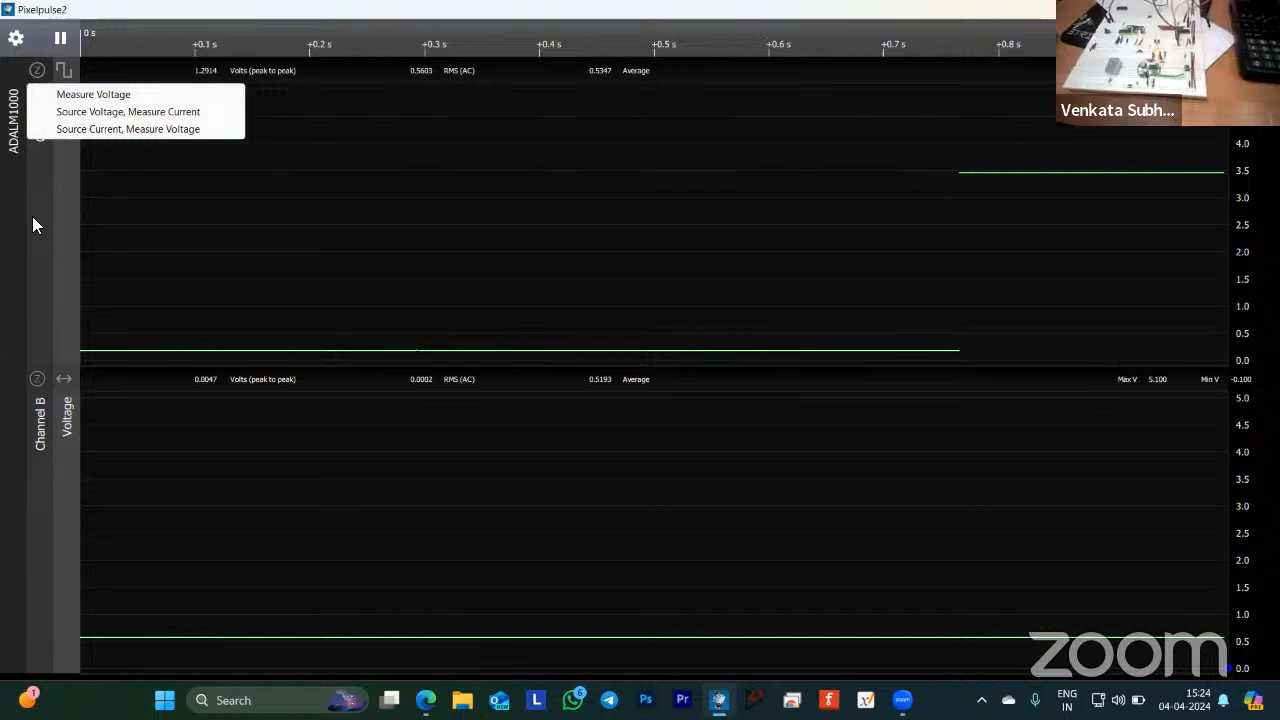 Pixelpulse2
0 s
+0.1 s +0.2 s +0.3 s +0.4 s +0.5 s +0.6 s +0.7 s +0.8 s
1.2914 Volts (peak to peak) 0.5603 RMS (AC) 0.5347 Average
Measure Voltage
Source Voltage, Measure Current
Source Current, Measure Voltage
ADALM1000
Venkata Subh...
4.0
3.5
3.0
2.5
2.0
1.5
1.0
0.5
0.0
0.0047 Volts (peak to peak) 0.0002 RMS (AC) 0.5193 Average Max V 5.100 Min V -0.100
Channel B
Voltage
5.0
4.5
4.0
3.5
3.0
2.5
2.0
1.5
1.0
0.5
0.0
zoom
1
Search
L
6
Ps
Pr
zoom
ENG
IN
15:24
04-04-2024
PRE